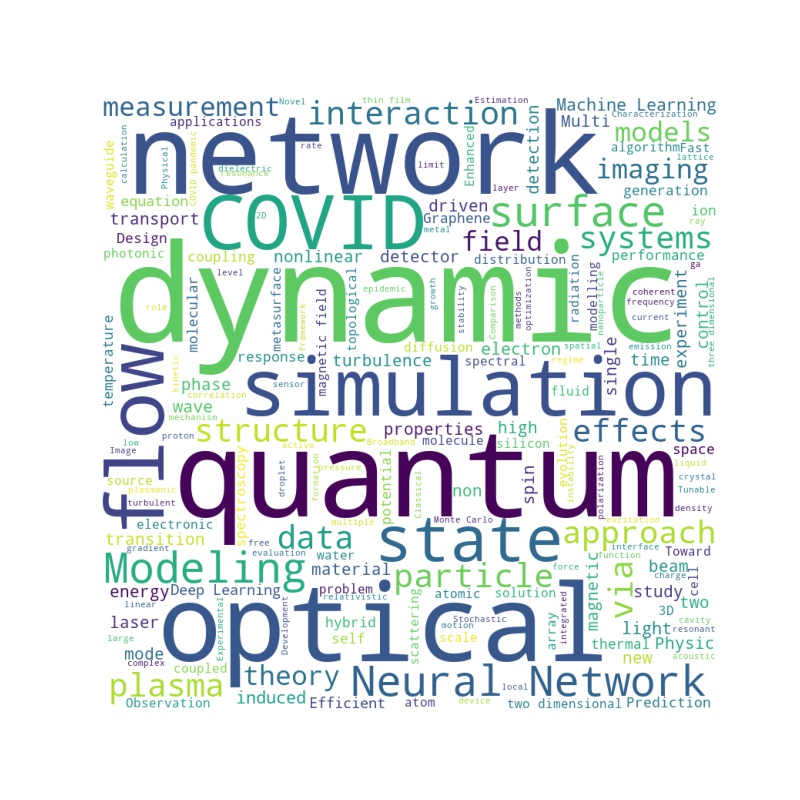 measurement
Novel
interaction
thin film
Estimation
Machine Learning
Characterization
applications
network
Enhanced
detection
Multi
models
waveguide
calculation
Physical
COVID pandemic
dielectric
resonance
rate
limit
layer
algorithm
Fast
lattice
imaging
generation
equation
transport
Design
photonic
COVID
2D
driven
Graphene
metal
surface
field
systems
ion
ray
coupling
nonlinear
detector
distribution
performance
dynamic
level
role
molecular
metasurface
framework
magnetic field
topological
epidemic
growth
stability
Comparison
methods
optimization
radiation
modelling
nanoparticle
coherent
frequency
current
ga
experiment
control
three dimensional
temperature
response
turbulence
diffusion
electron
spectral
spatial
regime
emission
single
time
flow
kinetic
correlation
mechanism
phase
wave
sensor
simulation
fluid
structure
properties
high
effects
low
Image
proton
source
plasmonic
turbulent
spectroscopy
active
Broadband
molecule
silicon
space
liquid
crystal
Tunable
density
quantum
droplet
formation
pressure
potential
Classical
non
spin
evolution
instability
polarization
electronic
transition
gradient
free
evaluation
multiple
Monte Carlo
excitation
data
water
state
approach
interface
function
Toward
Modeling
material
particle
force
via
magnetic
beam
charge
cell
energy
linear
Deep Learning
problem
relativistic
atomic
solution
study
two
3D
cavity
laser
large
Experimental
Development
hybrid
self
scattering
Stochastic
motion
scale
array
integrated
light
resonant
optical
mode
complex
coupled
thermal
Physic
new
acoustic
plasma
theory
induced
Neural Network
local
Observation
Efficient
atom
device
two dimensional
Prediction